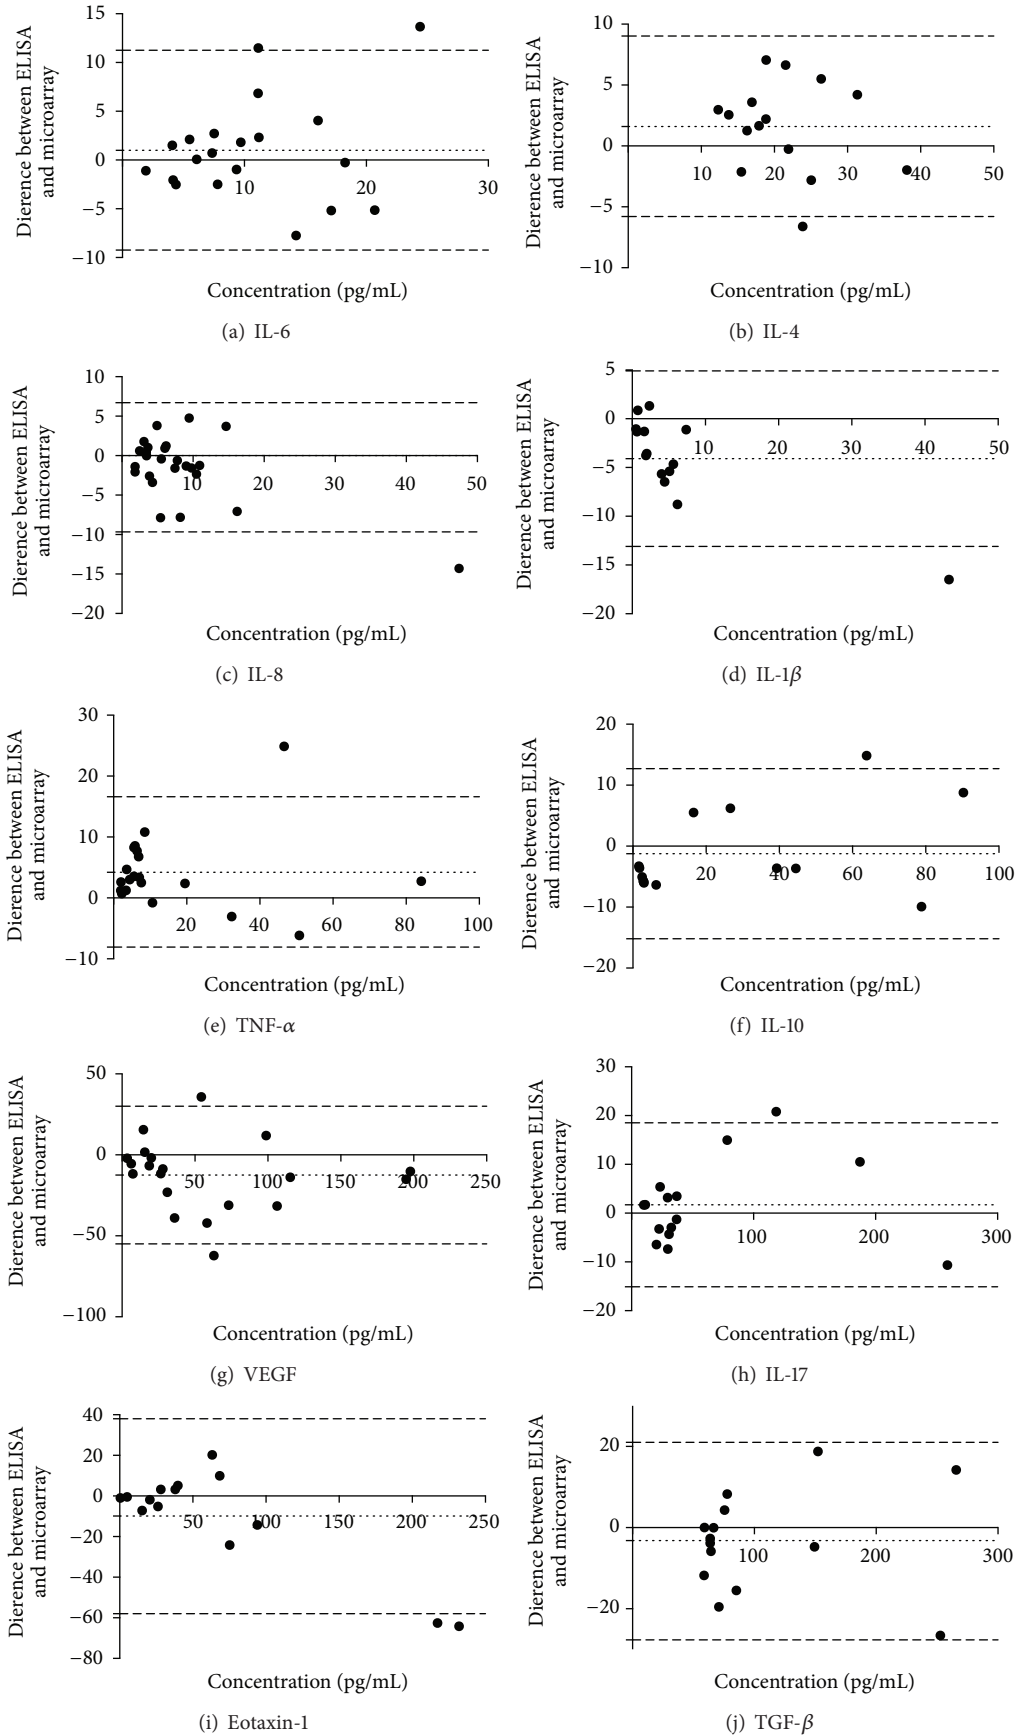 15
10
5
0
−5
−10
10
20
30
Dierence between ELISA
and microarray
Concentration (pg/mL)
(a) IL-6
10
5
0
−5
−10
10
20
30
40
50
Dierence between ELISA
and microarray
Concentration (pg/mL)
(b) IL-4
10
5
0
−5
−10
−15
−20
10
20
30
40
50
Dierence between ELISA
and microarray
Concentration (pg/mL)
(c) IL-8
5
0
−5
−10
−15
−20
10
20
30
40
50
Dierence between ELISA
and microarray
Concentration (pg/mL)
(d) IL-1β
30
20
10
0
−10
20
40
60
80
100
Dierence between ELISA
and microarray
Concentration (pg/mL)
(e) TNF-α
20
10
0
−10
−20
20
40
60
80
100
Dierence between ELISA
and microarray
Concentration (pg/mL)
(f) IL-10
50
0
−50
−100
50
100
150
200
250
Dierence between ELISA
and microarray
Concentration (pg/mL)
(g) VEGF
30
20
10
0
−10
−20
100
200
300
Dierence between ELISA
and microarray
Concentration (pg/mL)
(h) IL-17
40
20
0
−20
−40
−60
−80
50
100
150
200
250
Dierence between ELISA
and microarray
Concentration (pg/mL)
(i) Eotaxin-1
20
0
−20
100
200
300
Dierence between ELISA
and microarray
Concentration (pg/mL)
(j) TGF-β